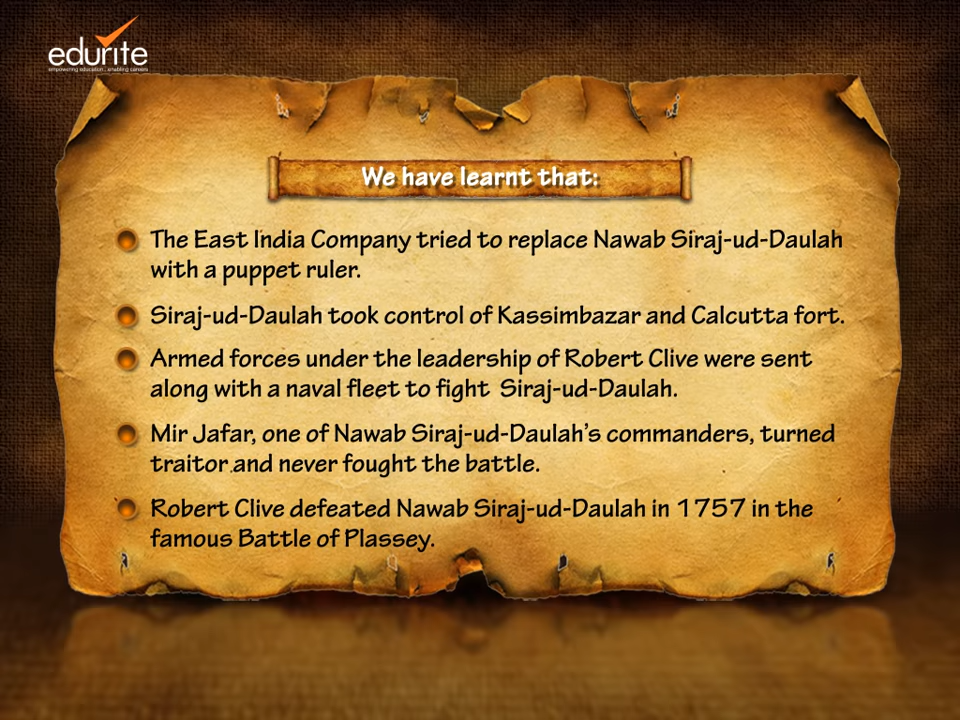 edurite
empowering education . enabling careers
We have learnt that:
The East India Company tried to replace Nawab Siraj-ud-Daulah
with a puppet ruler.
Siraj-ud-Daulah took control of Kassimbazar and Calcutta fort.
Armed forces under the leadership of Robert Clive were sent
along with a naval fleet to fight Siraj-ud-Daulah.
Mir Jafar, one of Nawab Siraj-ud-Daulah's commanders, turned
traitor and never fought the battle.
Robert Clive defeated Nawab Siraj-ud-Daulah in 1757 in the
famous Battle of Plassey.